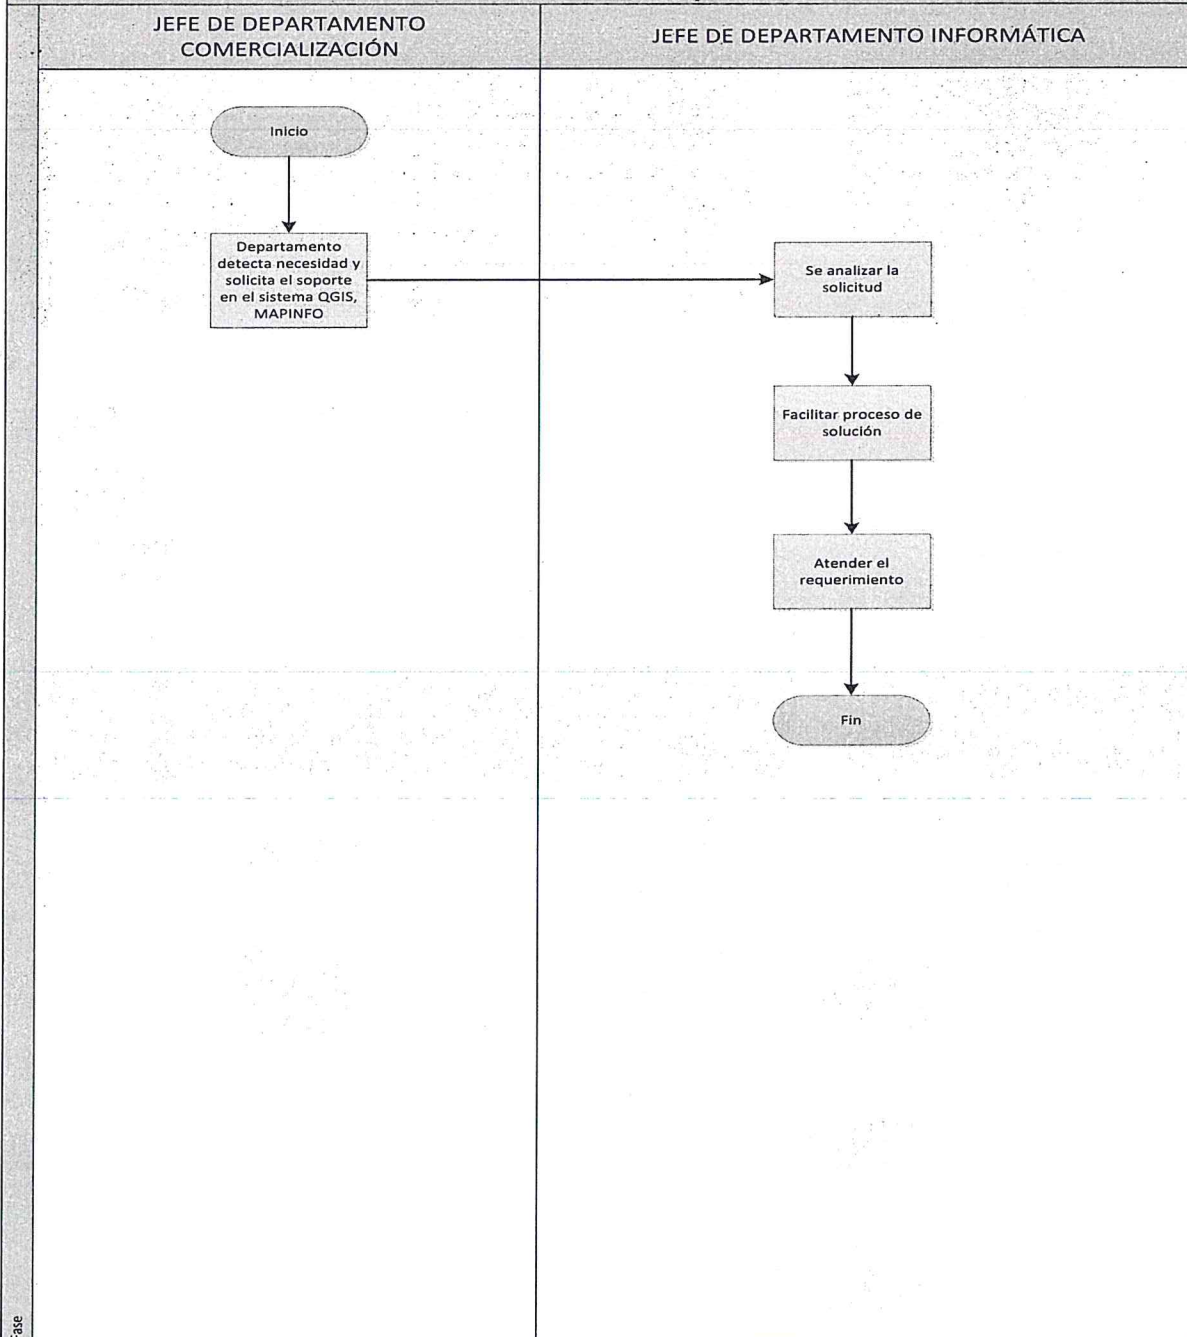 JEFE DE DEPARTAMENTO
COMERCIALIZACIÓN
JEFE DE DEPARTAMENTO INFORMÁTICA
Inicio
Departamento
detecta necesidad y
solicita el soporte
en el sistema QGIS,
MAPINFO
Se analizar la
solicitud
Facilitar proceso de
solución
Atender el
requerimiento
Fin